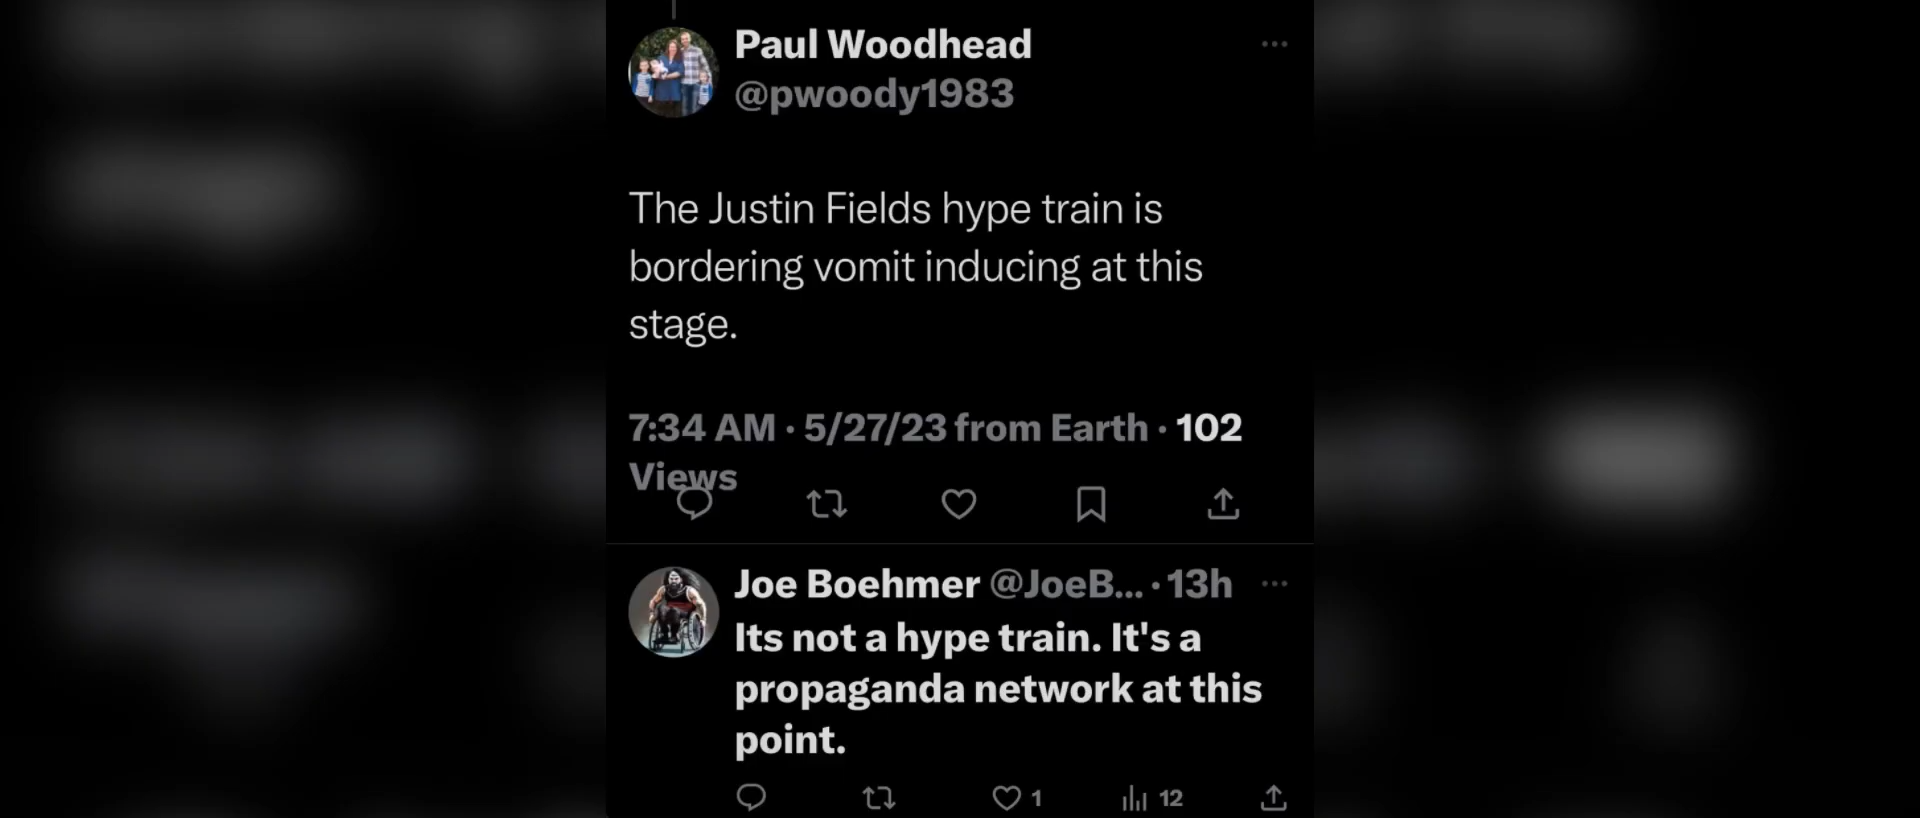 Paul Woodhead
@pwoody1983
The Justin Fields hype train is
bordering vomit inducing at this
stage.
7:34 AM · 5/27/23 from Earth · 102
Views
Joe Boehmer @JoeB... · 13h
Its not a hype train. It's a
propaganda network at this
point.
1 12